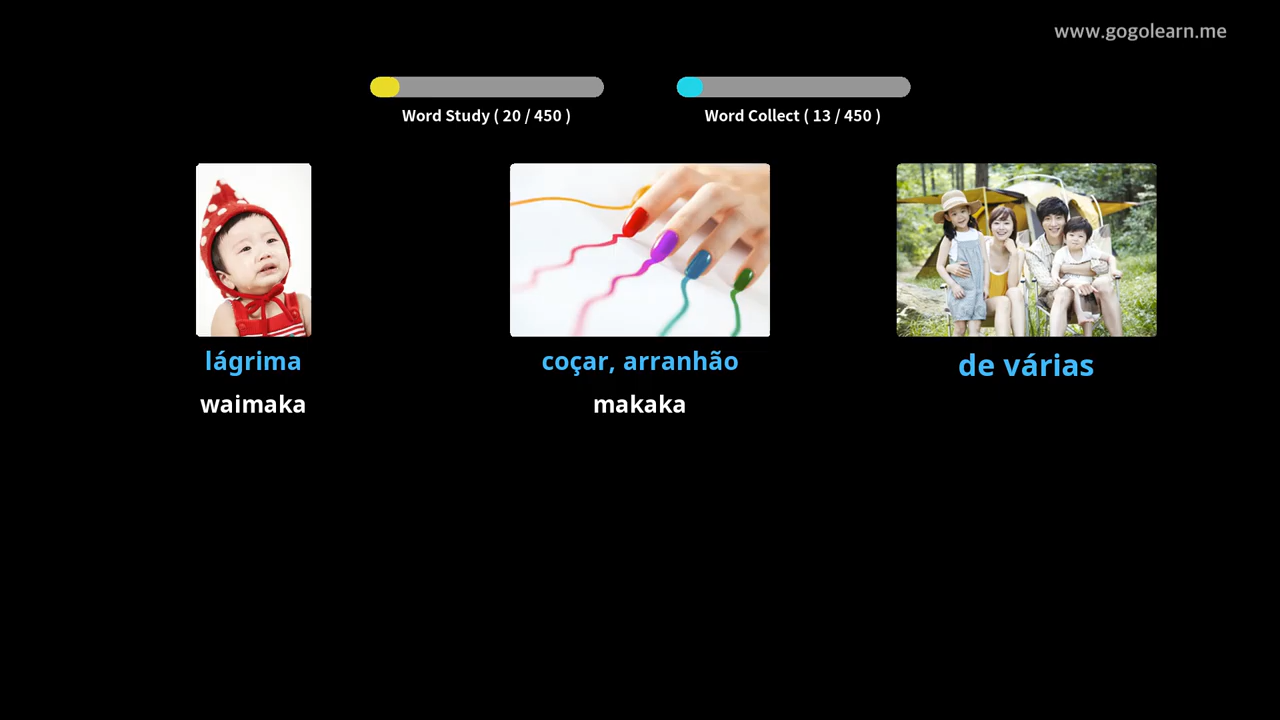 www.gogolearn.me
Word Study ( 20 / 450 )
Word Collect ( 13 / 450 )
lágrima
waimaka
coçar, arranhão
makaka
de várias